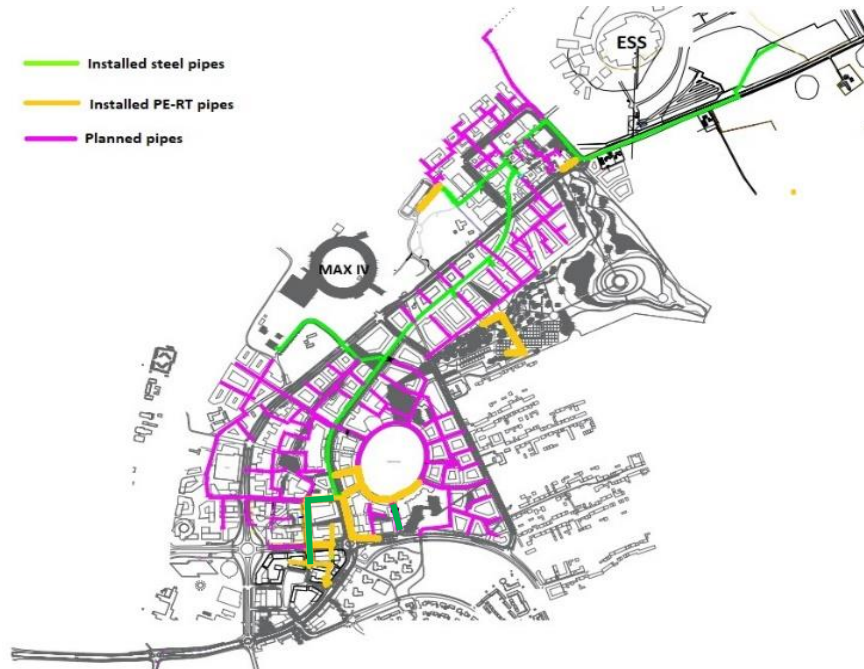 ESS
Installed steel pipes
Installed PE-RT pipes
Planned pipes
MAX IV